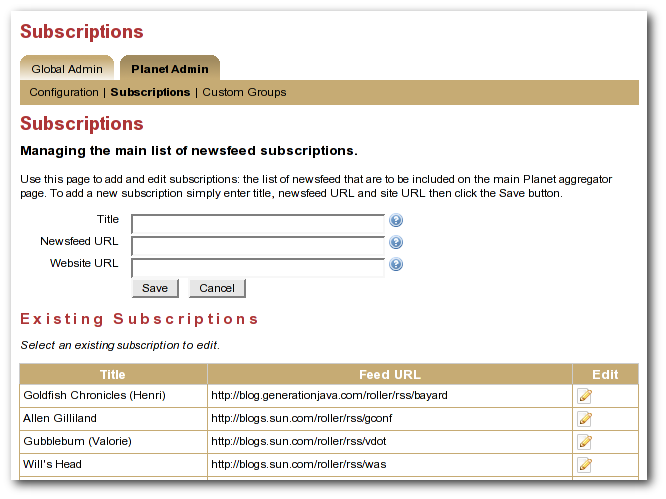 Subscriptions
Global Admin Planet Admin
Configuration | Subscriptions | Custom Groups
Subscriptions
Managing the main list of newsfeed subscriptions.
Use this page to add and edit subscriptions: the list of newsfeed that are to be included on the main Planet aggregator
page. To add a new subscription simply enter title, newsfeed URL and site URL then click the Save button.
Title ?
Newsfeed URL ?
Website URL ?
Save Cancel
Existing Subscriptions
Select an existing subscription to edit.
Title Feed URL Edit
Goldfish Chronicles (Henri) http://blog.generationjava.com/roller/rss/bayard
Allen Gilliland http://blogs.sun.com/roller/rss/gconf
Gubblebum (Valorie) http://blogs.sun.com/roller/rss/vdot
Will's Head http://blogs.sun.com/roller/rss/was